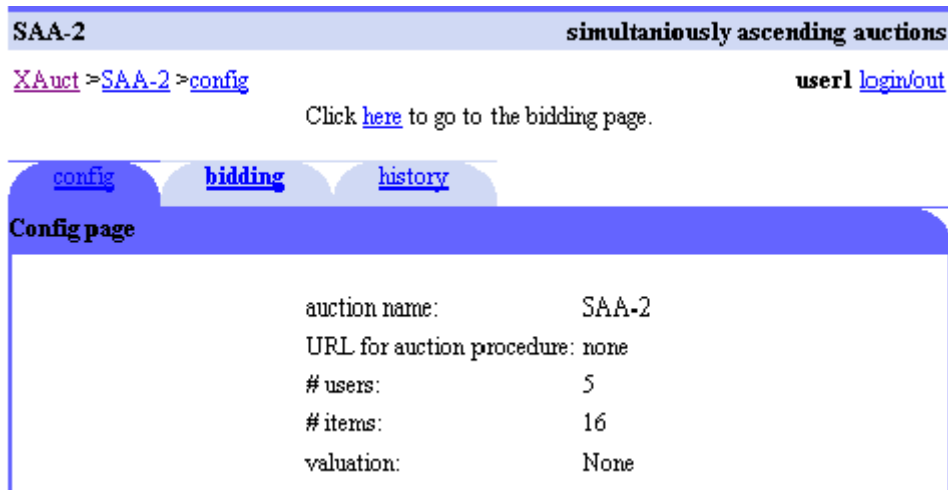 SAA-2 simultaniously ascending auctions
XAuct >SAA-2 >config user1 login/out
Click here to go to the bidding page.
config bidding history
Config page
auction name: SAA-2
URL for auction procedure: none
# users: 5
# items: 16
valuation: None